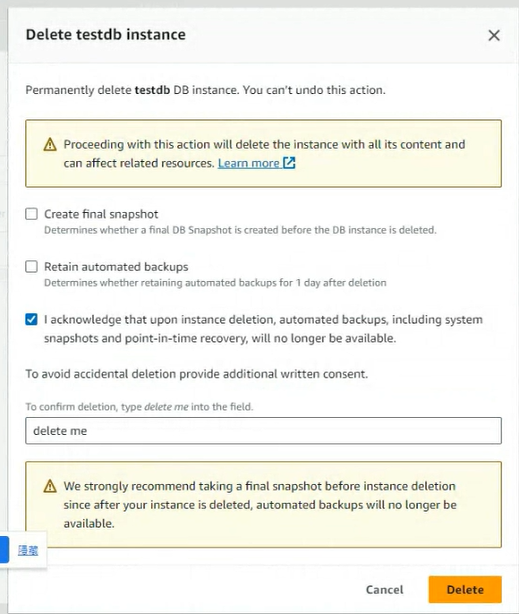 Delete testdb instance
Permanently delete testdb DB instance. You can't undo this action.
Proceeding with this action will delete the instance with all its content and
can affect related resources. Learn more
Create final snapshot
Determines whether a final DB Snapshot is created before the DB instance is deleted.
Retain automated backups
Determines whether retaining automated backups for 1 day after deletion
I acknowledge that upon instance deletion, automated backups, including system
snapshots and point-in-time recovery, will no longer be available.
To avoid accidental deletion provide additional written consent.
To confirm deletion, type delete me into the field.
delete me
We strongly recommend taking a final snapshot before instance deletion
since after your instance is deleted, automated backups will no longer be
available.
隱藏
Cancel
Delete